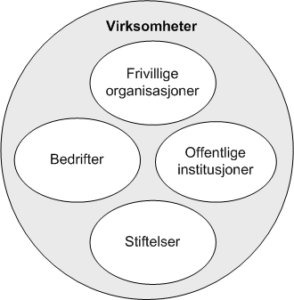 Virksomheter
Frivillige
organisasjoner
Bedrifter
Offentlige
institusjoner
Stiftelser